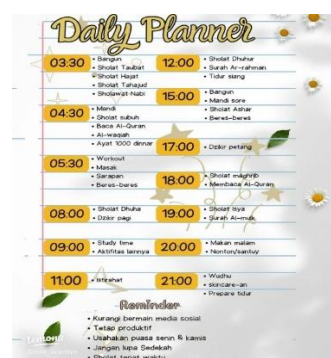 Daily Planner
03:30
• Bangun
• Sholat Taubat
• Sholat Hajat
• Sholat Tahajud
• Sholawat Nabi
04:30
• Mandi
• Sholat subuh
• Baca Al-Quran
• Al-waqiah
• Ayat 1000 dinnar
05:30
• Workout
• Masak
• Sarapan
• Beres-beres
08:00
• Sholat Dhuha
• Dzikir pagi
09:00
• Study time
• Aktifitas lainnya
11:00
• Istirahat
12:00
• Sholat Dhuhur
• Surah Ar-rahman
• Tidur siang
15:00
• Bangun
• Mandi sore
• Sholat Ashar
• Beres-beres
17:00
• Dzikir petang
18:00
• Sholat maghrib
• Membaca Al-Quran
19:00
• Sholat Isya
• Surah Al-mulk
20:00
• Makan malam
• Nonton/santuy
21:00
• Wudhu
• skincare-an
• Prepare tidur
Reminder
• Kurangi bermain media sosial
• Tetap produktif
• Usahakan puasa senin & kamis
• Jangan lupa Sedekah
• Sholat tepat waktu